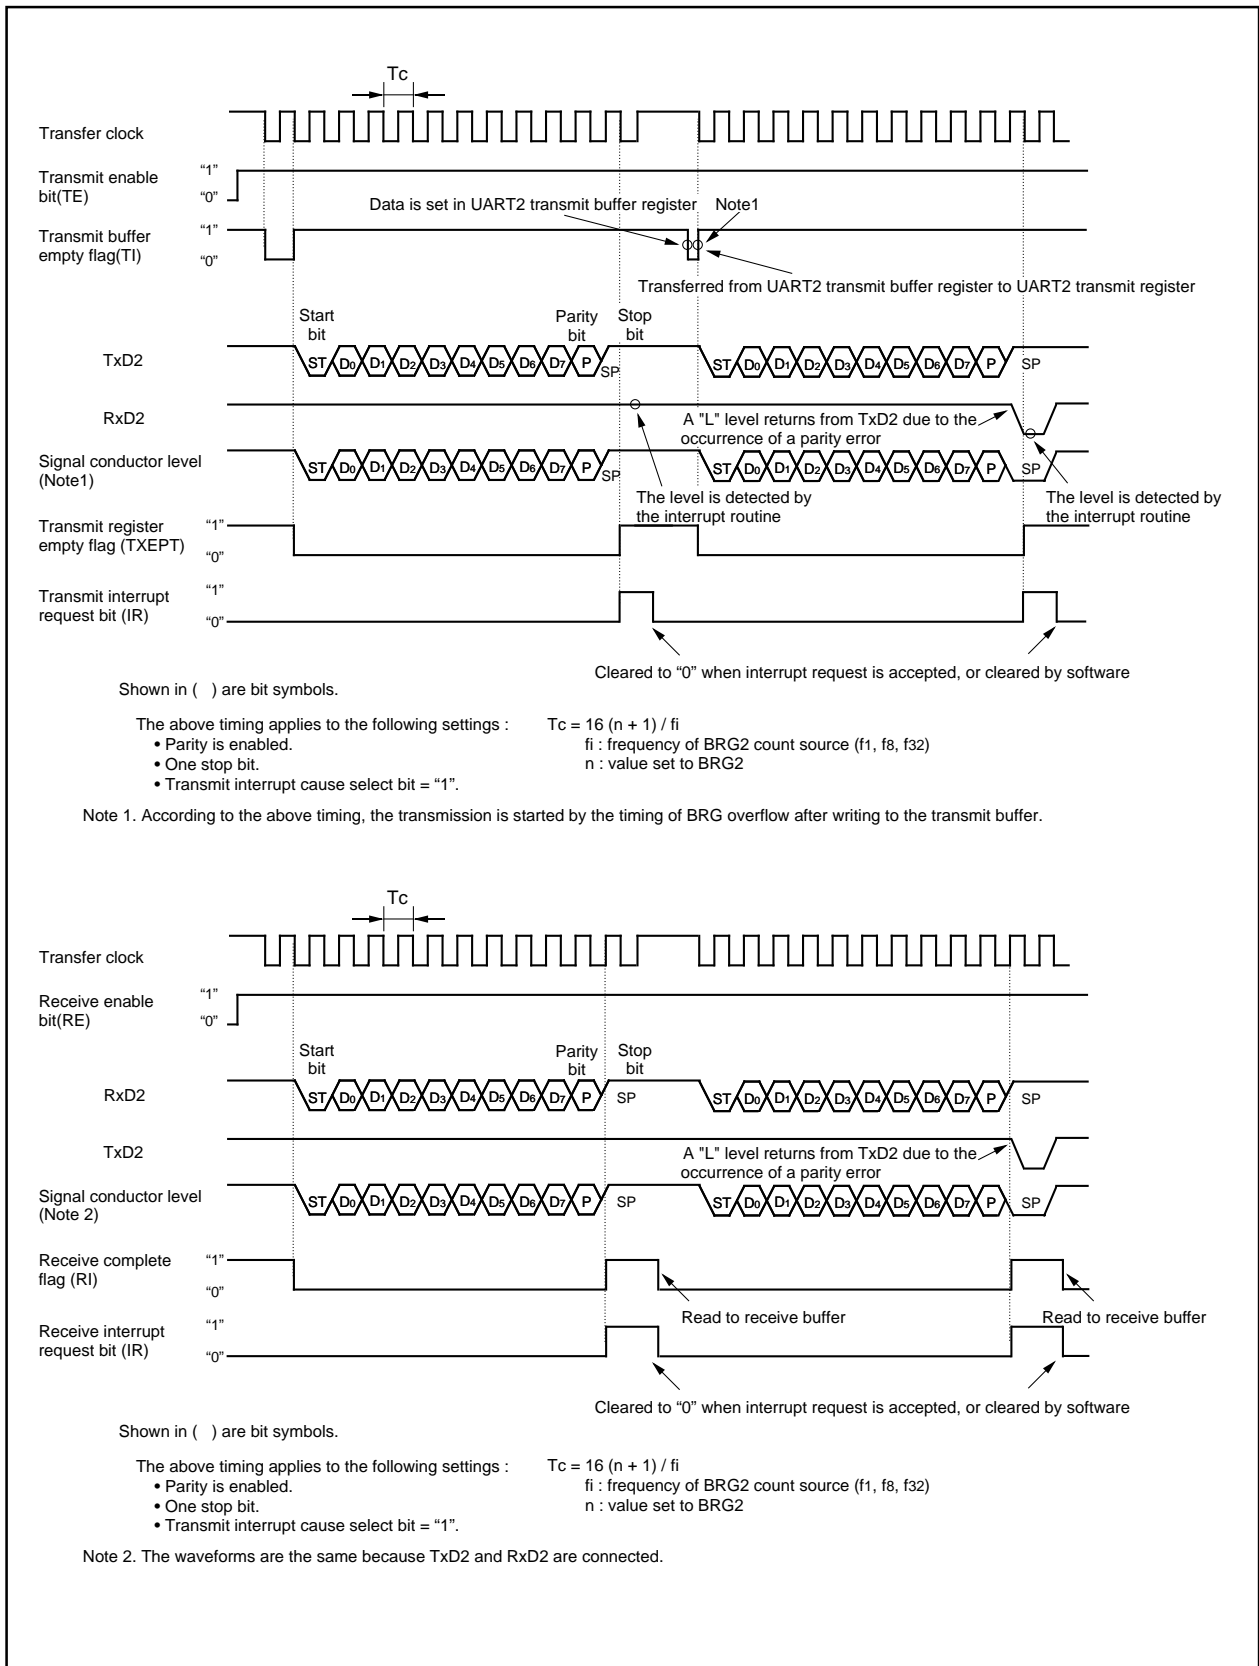 Tc
Transfer clock
Transmit enable
bit(TE)
“1”
“0”
Data is set in UART2 transmit buffer register
Note1
Transmit buffer
empty flag(TI)
“1”
“0”
Transferred from UART2 transmit buffer register to UART2 transmit register
Start
bit
Parity
bit
Stop
bit
TxD2
ST D0 D1 D2 D3 D4 D5 D6 D7 P SP
ST D0 D1 D2 D3 D4 D5 D6 D7 P SP
RxD2
A "L" level returns from TxD2 due to the
occurrence of a parity error
Signal conductor level
(Note1)
ST D0 D1 D2 D3 D4 D5 D6 D7 P SP
ST D0 D1 D2 D3 D4 D5 D6 D7 P SP
The level is detected by
the interrupt routine
The level is detected by
the interrupt routine
Transmit register
empty flag (TXEPT)
“1”
“0”
Transmit interrupt
request bit (IR)
“1”
“0”
Cleared to “0” when interrupt request is accepted, or cleared by software
Shown in ( ) are bit symbols.
The above timing applies to the following settings :
• Parity is enabled.
• One stop bit.
• Transmit interrupt cause select bit = “1”.
Tc = 16 (n + 1) / fi
fi : frequency of BRG2 count source (f1, f8, f32)
n : value set to BRG2
Note 1. According to the above timing, the transmission is started by the timing of BRG overflow after writing to the transmit buffer.
Tc
Transfer clock
Receive enable
bit(RE)
“1”
“0”
Start
bit
Parity
bit
Stop
bit
RxD2
ST D0 D1 D2 D3 D4 D5 D6 D7 P SP
ST D0 D1 D2 D3 D4 D5 D6 D7 P SP
TxD2
A "L" level returns from TxD2 due to the
occurrence of a parity error
Signal conductor level
(Note 2)
ST D0 D1 D2 D3 D4 D5 D6 D7 P SP
ST D0 D1 D2 D3 D4 D5 D6 D7 P SP
Receive complete
flag (RI)
“1”
“0”
Read to receive buffer
Read to receive buffer
Receive interrupt
request bit (IR)
“1”
“0”
Cleared to “0” when interrupt request is accepted, or cleared by software
Shown in ( ) are bit symbols.
The above timing applies to the following settings :
• Parity is enabled.
• One stop bit.
• Transmit interrupt cause select bit = “1”.
Tc = 16 (n + 1) / fi
fi : frequency of BRG2 count source (f1, f8, f32)
n : value set to BRG2
Note 2. The waveforms are the same because TxD2 and RxD2 are connected.